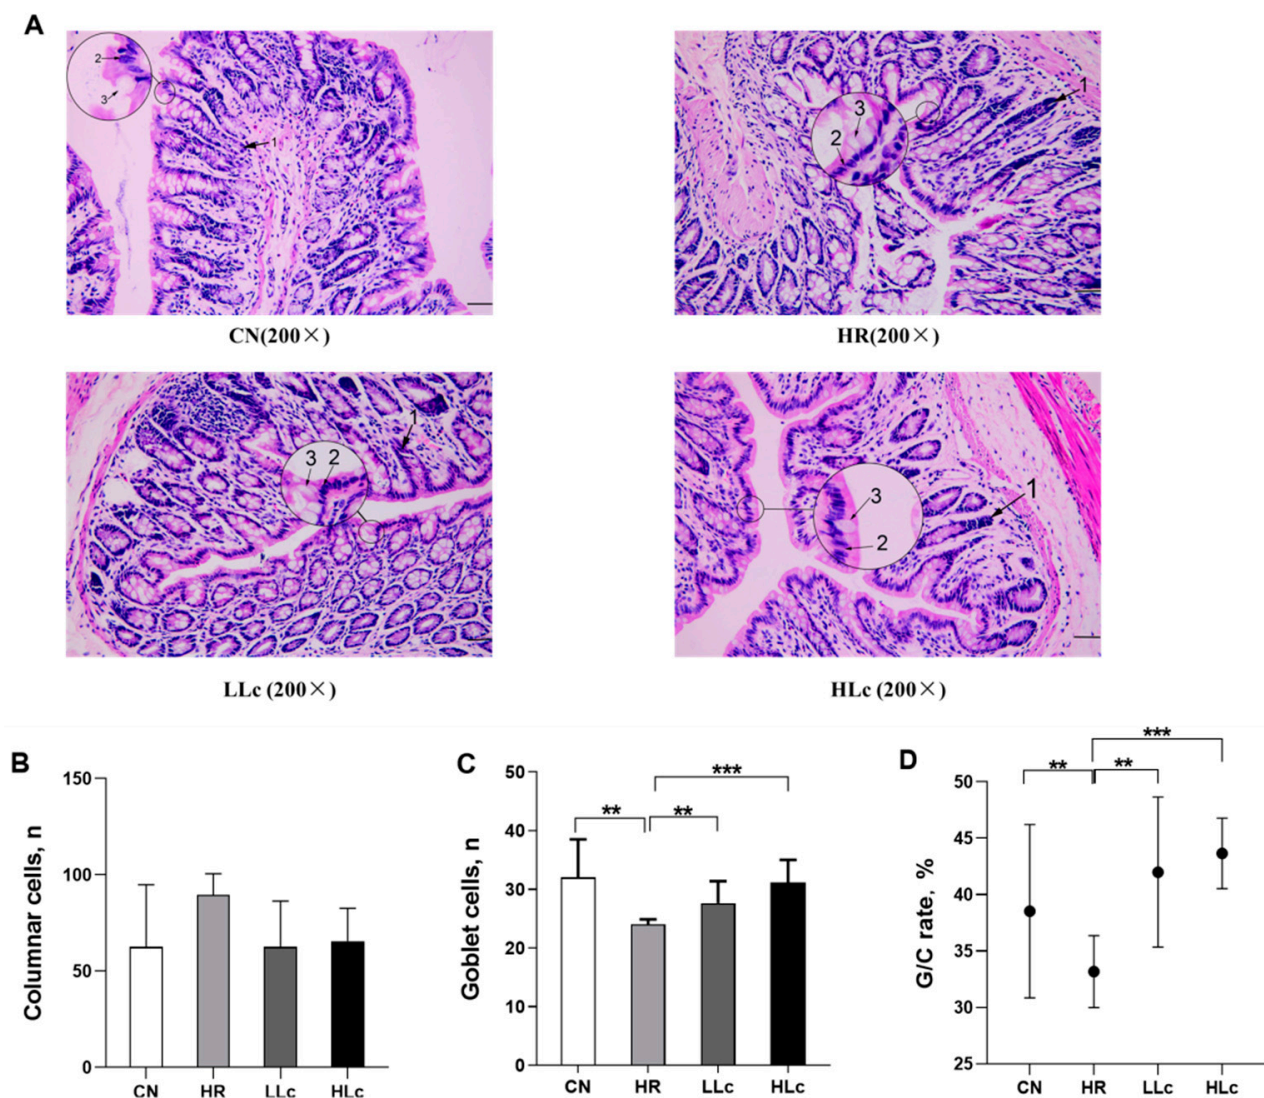 A
2
3
1
CN(200×)
3
2
1
HR(200×)
1
3 2
LLc (200×)
3
2
1
HLc (200×)
B
Columnar cells, n
150
100
50
0
CN HR LLc HLc
C
Goblet cells, n
50
40
30
20
10
0
** ** ***
CN HR LLc HLc
D
G/C rate, %
50
45
40
35
30
25
** ** ***
CN HR LLc HLc